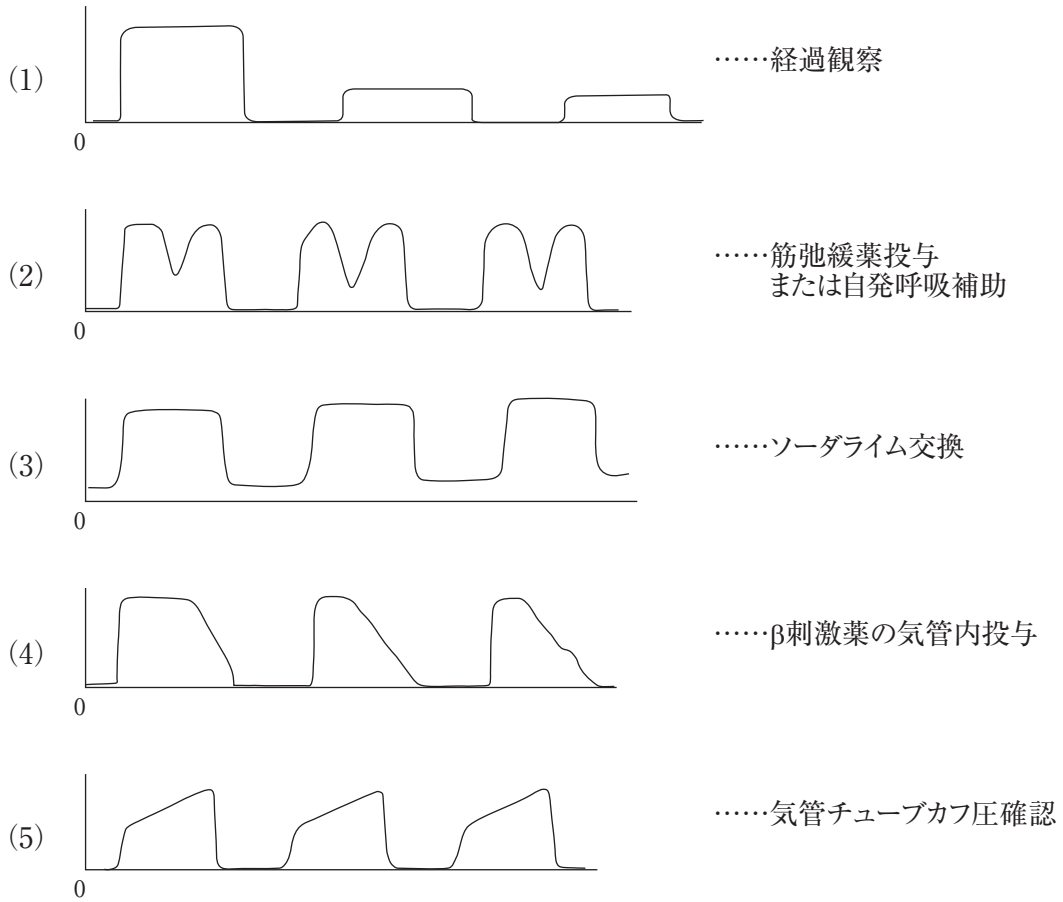 (1)
……経過観察
0
(2)
……筋弛緩薬投与
または自発呼吸補助
0
(3)
……ソーダライム交換
0
(4)
……β刺激薬の気管内投与
0
(5)
……気管チューブカフ圧確認
0